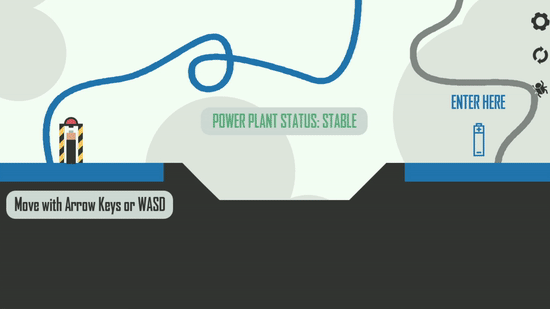 ENTER HERE
POWER PLANT STATUS: STABLE
Move with Arrow Keys or WASD